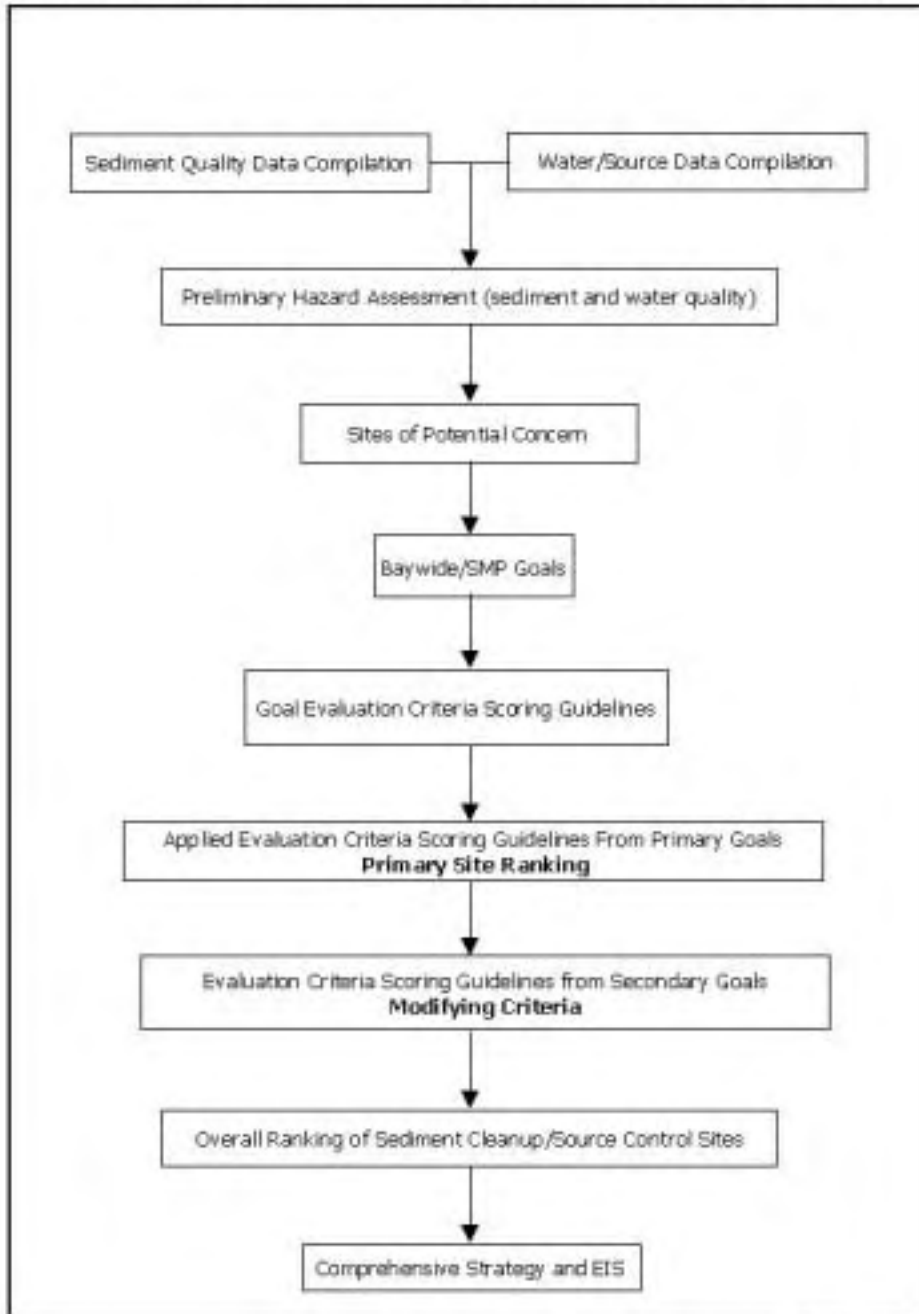 Sediment Quality Data Compilation
Water/Source Data Compilation
Preliminary Hazard Assessment (sediment and water quality)
Sites of Potential Concern
Baywide/SMP Goals
Goal Evaluation Criteria Scoring Guidelines
Applied Evaluation Criteria Scoring Guidelines From Primary Goals
Primary Site Ranking
Evaluation Criteria Scoring Guidelines from Secondary Goals
Modifying Criteria
Overall Ranking of Sediment Cleanup/Source Control Sites
Comprehensive Strategy and EIS